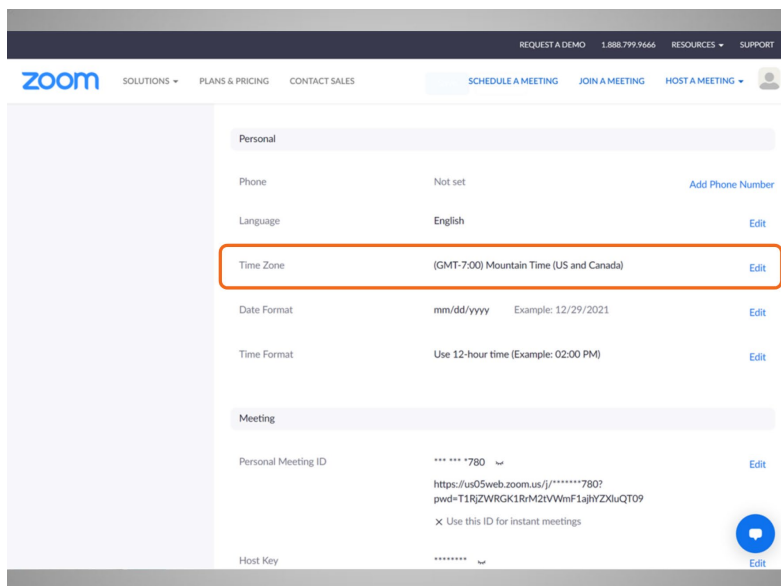 REQUEST A DEMO 1.888.799.9666 RESOURCES SUPPORT
zoom SOLUTIONS PLANS & PRICING CONTACT SALES SCHEDULE A MEETING JOIN A MEETING HOST A MEETING
Personal
Phone Not set Add Phone Number
Language English Edit
Time Zone (GMT-7:00) Mountain Time (US and Canada) Edit
Date Format mm/dd/yyyy Example: 12/29/2021 Edit
Time Format Use 12-hour time (Example: 02:00 PM) Edit
Meeting
Personal Meeting ID *** *** *780 Edit
https://us05web.zoom.us/j/*******780?
pwd=T1RjZWRGK1RrM2tVWmF1ajhYZXluQT09
× Use this ID for instant meetings
Host Key ******** Edit